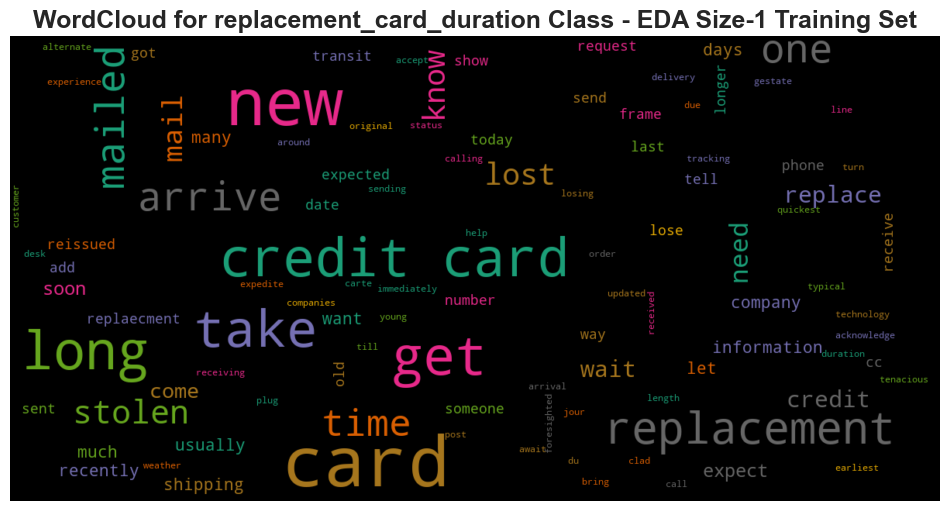 WordCloud for replacement_card_duration Class - EDA Size-1 Training Set
alternate
got
transit
accept
show
request
days
one
experience
mailed
mail
many
new
know
delivery
longer
gestate
send
due
frame
line
original
status
around
today
last
calling
tracking
phone
turn
expected
sending
lost
losing
tell
replace
customer
arrive
date
quickest
receive
reissued
desk
add
soon
credit card
help
expedite
carte
immediately
lose
order
need
typical
companies
number
updated
received
company
technology
replaecment
take
want
young
way
acknowledge
long
till
get
information
duration
cc
receiving
old
wait
let
tenacious
come
plug
arrival
length
credit
sent
stolen
time
someone
foresighted
jour
replacement
much
usually
post
await
du
clad
expect
earliest
recently
weather
shipping
card
bring
call